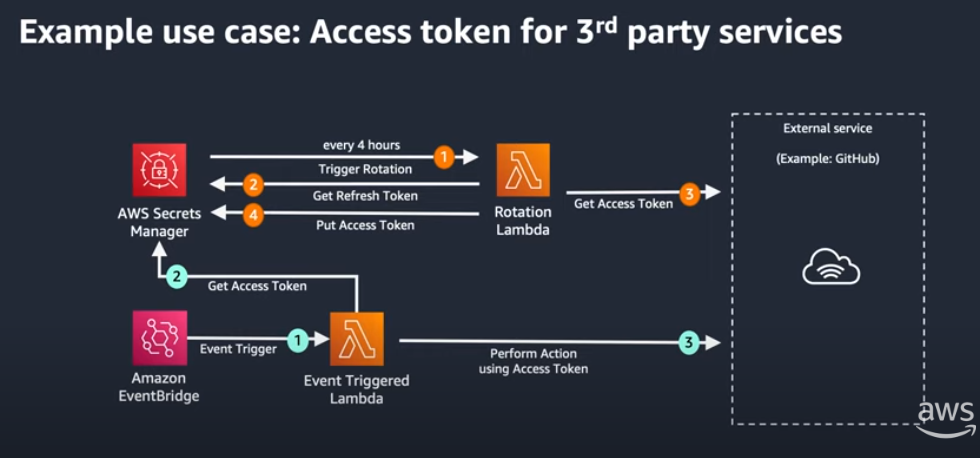 Example use case: Access token for 3rd party services
External service
(Example: GitHub)
every 4 hours
1
Trigger Rotation
2
Get Refresh Token
3
Get Access Token
4
Put Access Token
AWS Secrets
Manager
Rotation
Lambda
2
Get Access Token
1
Event Trigger
3
Perform Action
using Access Token
Amazon
EventBridge
Event Triggered
Lambda
aws